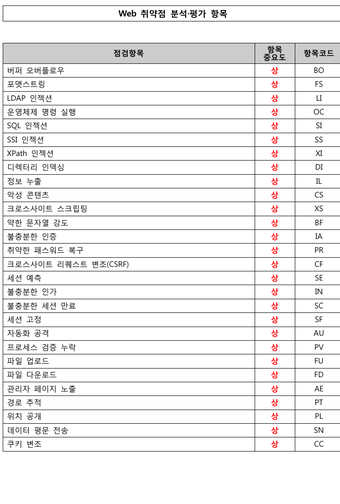 Web 취약점 분석·평가 항목
점검항목 항목 중요도 항목코드
버퍼 오버플로우 상 BO
포맷스트링 상 FS
LDAP 인젝션 상 LI
운영체제 명령 실행 상 OC
SQL 인젝션 상 SI
SSI 인젝션 상 SS
XPath 인젝션 상 XI
디렉터리 인덱싱 상 DI
정보 누출 상 IL
악성 콘텐츠 상 CS
크로스사이트 스크립팅 상 XS
약한 문자열 강도 상 BF
불충분한 인증 상 IA
취약한 패스워드 복구 상 PR
크로스사이트 리퀘스트 변조(CSRF) 상 CF
세션 예측 상 SE
불충분한 인가 상 IN
불충분한 세션 만료 상 SC
세션 고정 상 SF
자동화 공격 상 AU
프로세스 검증 누락 상 PV
파일 업로드 상 FU
파일 다운로드 상 FD
관리자 페이지 노출 상 AE
경로 추적 상 PT
위치 공개 상 PL
데이터 평문 전송 상 SN
쿠키 변조 상 CC